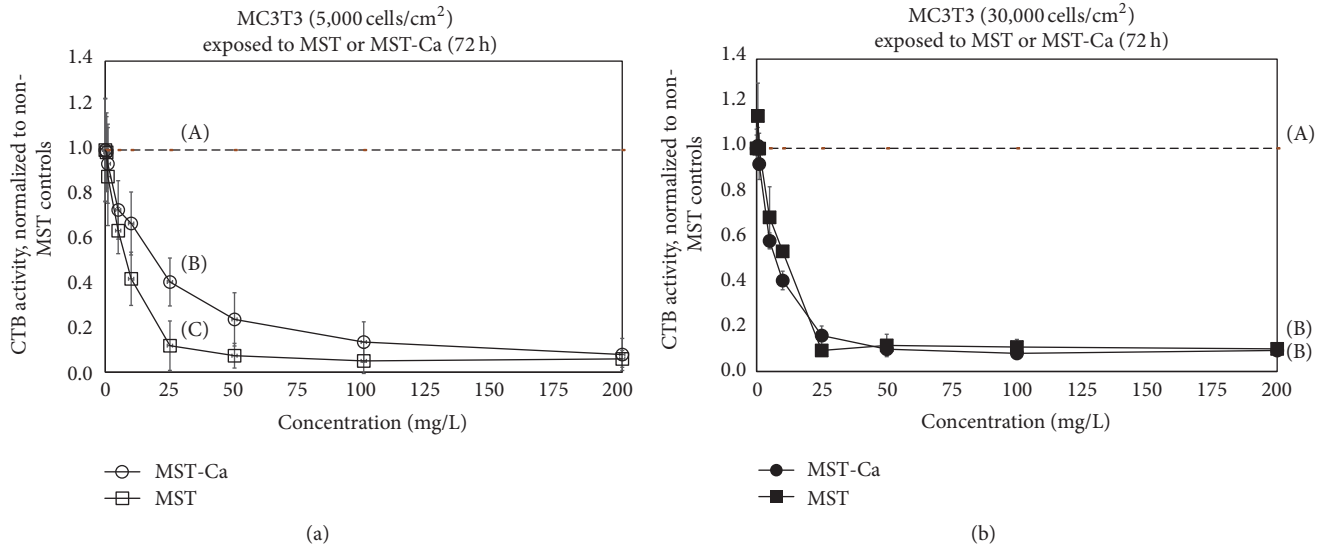 MC3T3 (5,000 cells/cm²)
exposed to MST or MST-Ca (72 h)
CTB activity, normalized to non-
MST controls
1.4
1.2
1.0
0.8
0.6
0.4
0.2
0.0
(A)
(B)
(C)
0 25 50 75 100 125 150 175 200
Concentration (mg/L)
MST-Ca
MST
(a)
MC3T3 (30,000 cells/cm²)
exposed to MST or MST-Ca (72 h)
CTB activity, normalized to non-
MST controls
1.4
1.2
1.0
0.8
0.6
0.4
0.2
0.0
(A)
(B)
(B)
0 25 50 75 100 125 150 175 200
Concentration (mg/L)
MST-Ca
MST
(b)